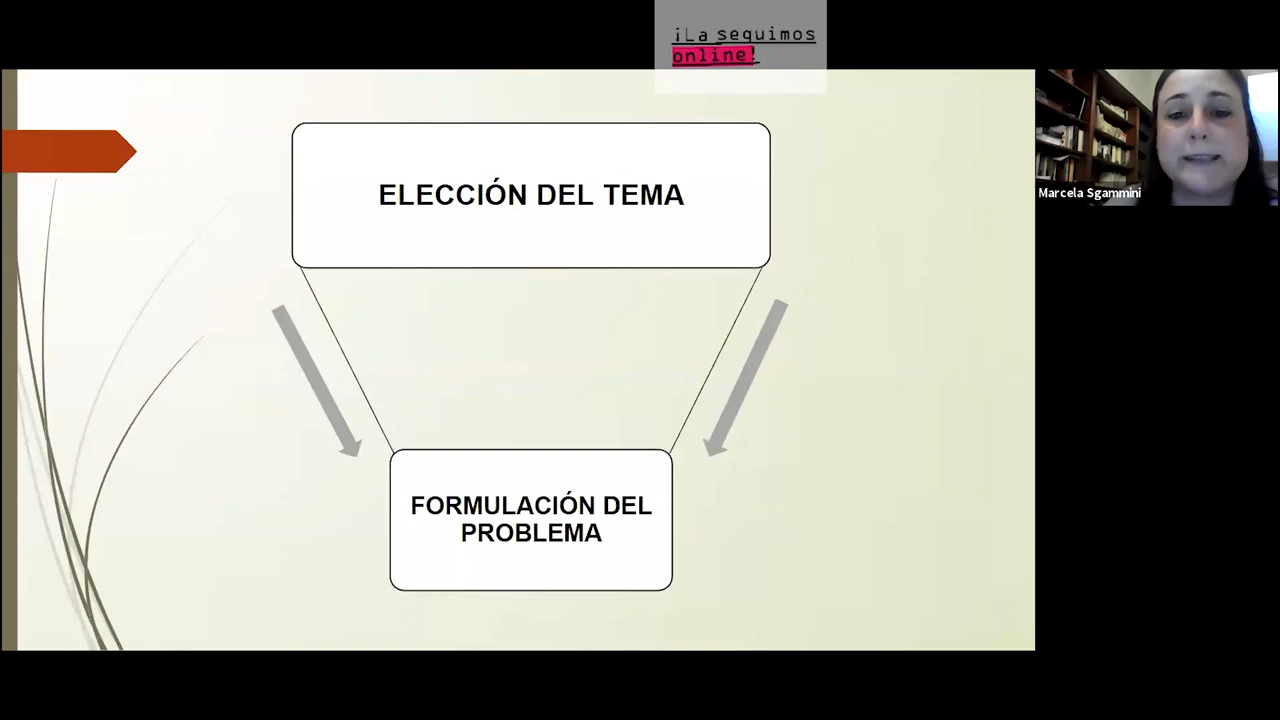 ¡La seguimos
online!
ELECCIÓN DEL TEMA
Marcela Sgammini
FORMULACIÓN DEL
PROBLEMA